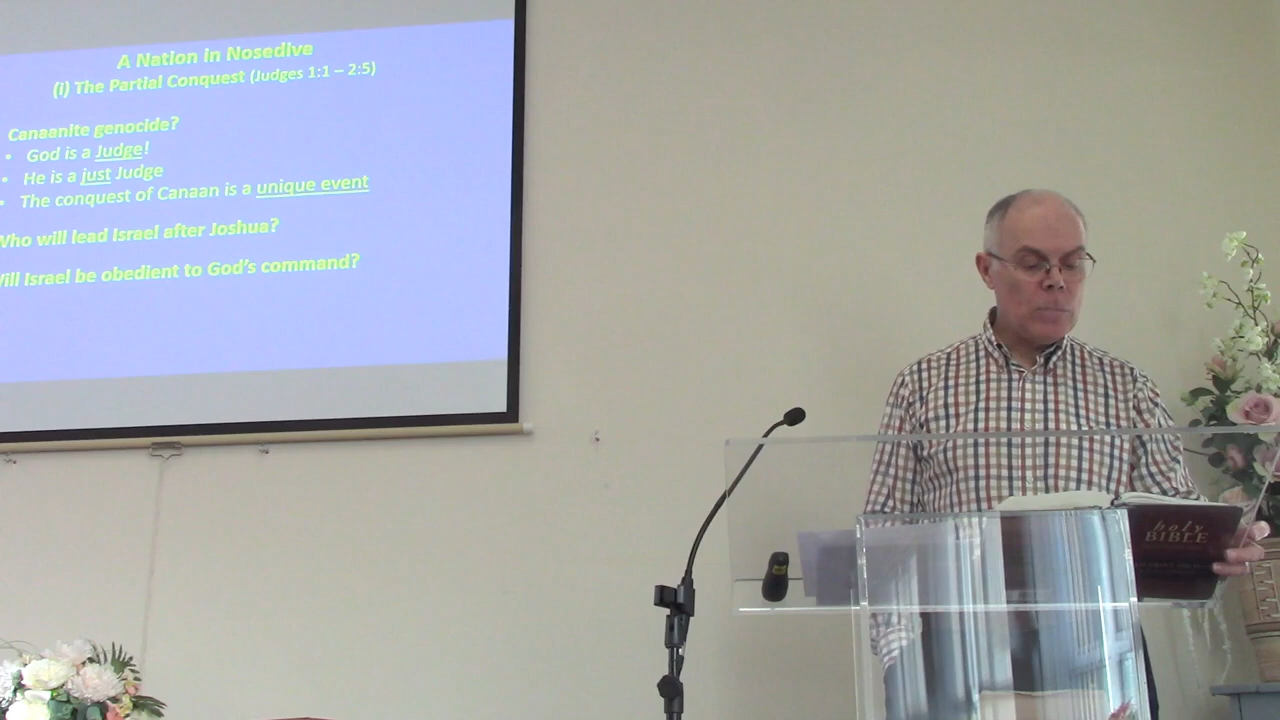 A Nation in Nosedive
(I) The Partial Conquest (Judges 1:1 – 2:5)
Canaanite genocide?
• God is a Judge!
• He is a just Judge
• The conquest of Canaan is a unique event
Who will lead Israel after Joshua?
Will Israel be obedient to God's command?
holy
BIBLE